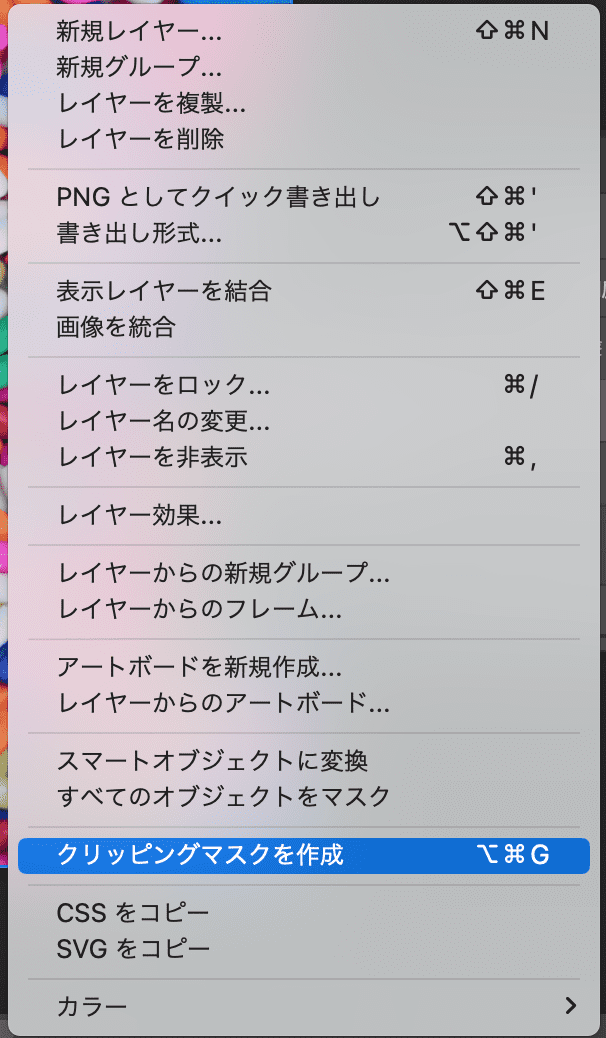 新規レイヤー... ⇧⌘N
新規グループ...
レイヤーを複製...
レイヤーを削除
PNG としてクイック書き出し ⇧⌘'
書き出し形式... ⌥⇧⌘'
表示レイヤーを結合 ⇧⌘E
画像を統合
レイヤーをロック... ⌘/
レイヤー名の変更...
レイヤーを非表示 ⌘,
レイヤー効果...
レイヤーからの新規グループ...
レイヤーからのフレーム...
アートボードを新規作成...
レイヤーからのアートボード...
スマートオブジェクトに変換
すべてのオブジェクトをマスク
クリッピングマスクを作成 ⌥⌘G
CSS をコピー
SVG をコピー
カラー >